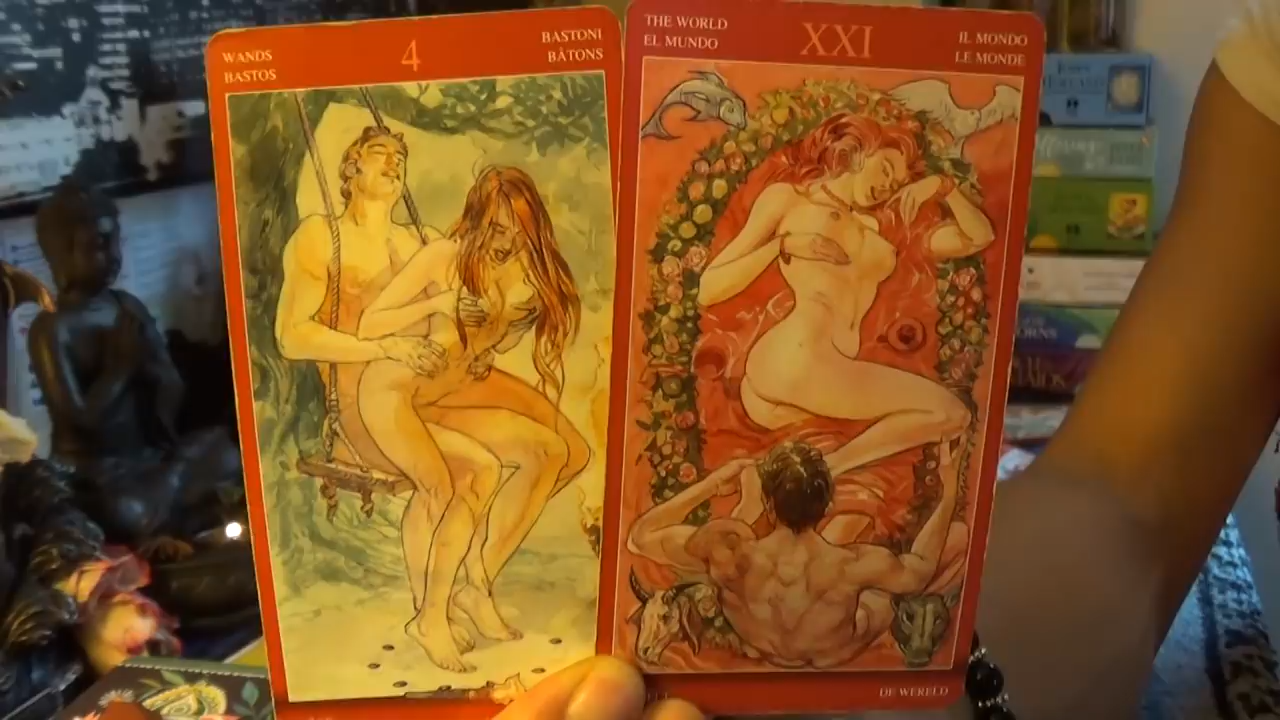 WANDS
BASTOS
4
BASTONI
BÂTONS
THE WORLD
EL MUNDO
XXI
IL MONDO
LE MONDE
DE WERELD